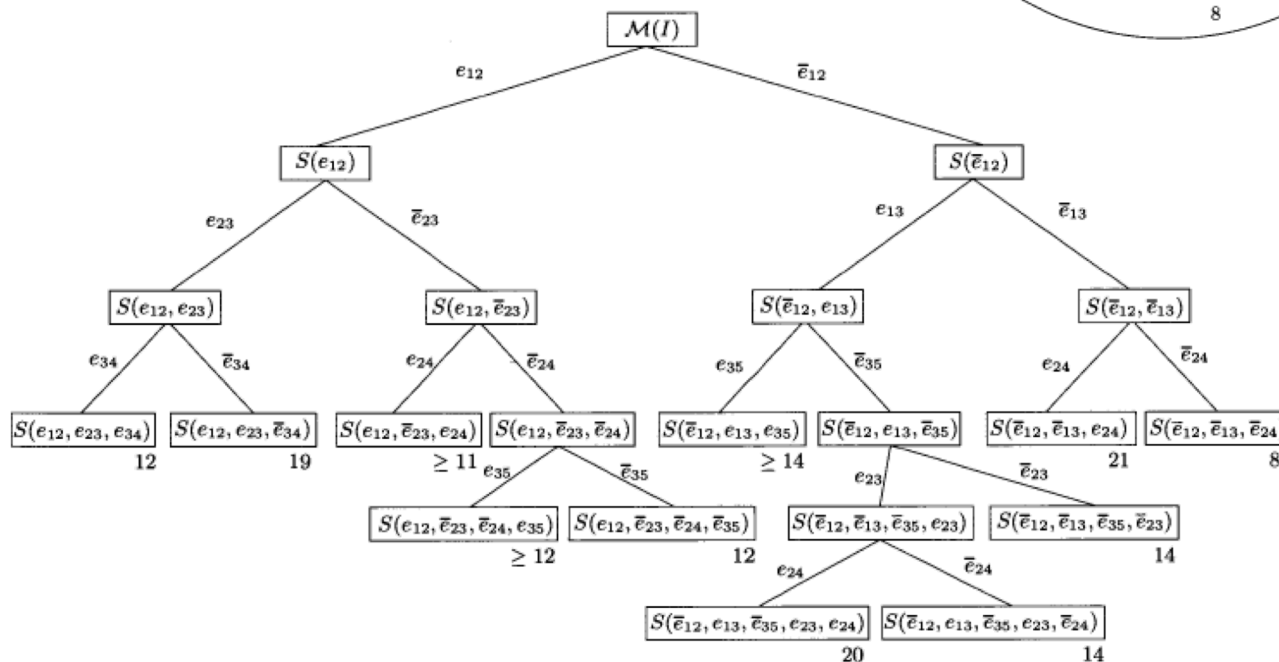 8
M(I)
e₁₂ ē₁₂
S(e₁₂) S(ē₁₂)
e₂₃ ē₂₃ e₁₃ ē₁₃
S(e₁₂, e₂₃) S(e₁₂, ē₂₃) S(ē₁₂, e₁₃) S(ē₁₂, ē₁₃)
e₃₄ ē₃₄ e₂₄ ē₂₄ e₃₅ ē₃₅ e₂₄ ē₂₄
S(e₁₂, e₂₃, e₃₄) S(e₁₂, e₂₃, ē₃₄) S(e₁₂, ē₂₃, e₂₄) S(e₁₂, ē₂₃, ē₂₄) S(ē₁₂, e₁₃, e₃₅) S(ē₁₂, e₁₃, ē₃₅) S(ē₁₂, ē₁₃, e₂₄) S(ē₁₂, ē₁₃, ē₂₄
12 19 ≥ 11 ≥ 14 21 8
e₃₅ ē₃₅ e₂₃ ē₂₃
S(e₁₂, ē₂₃, ē₂₄, e₃₅) S(e₁₂, ē₂₃, ē₂₄, ē₃₅) S(ē₁₂, ē₁₃, ē₃₅, e₂₃) S(ē₁₂, ē₁₃, ē₃₅, ē₂₃)
≥ 12 12 14
e₂₄ ē₂₄
S(ē₁₂, e₁₃, ē₃₅, e₂₃, e₂₄) S(ē₁₂, e₁₃, ē₃₅, e₂₃, ē₂₄)
20 14